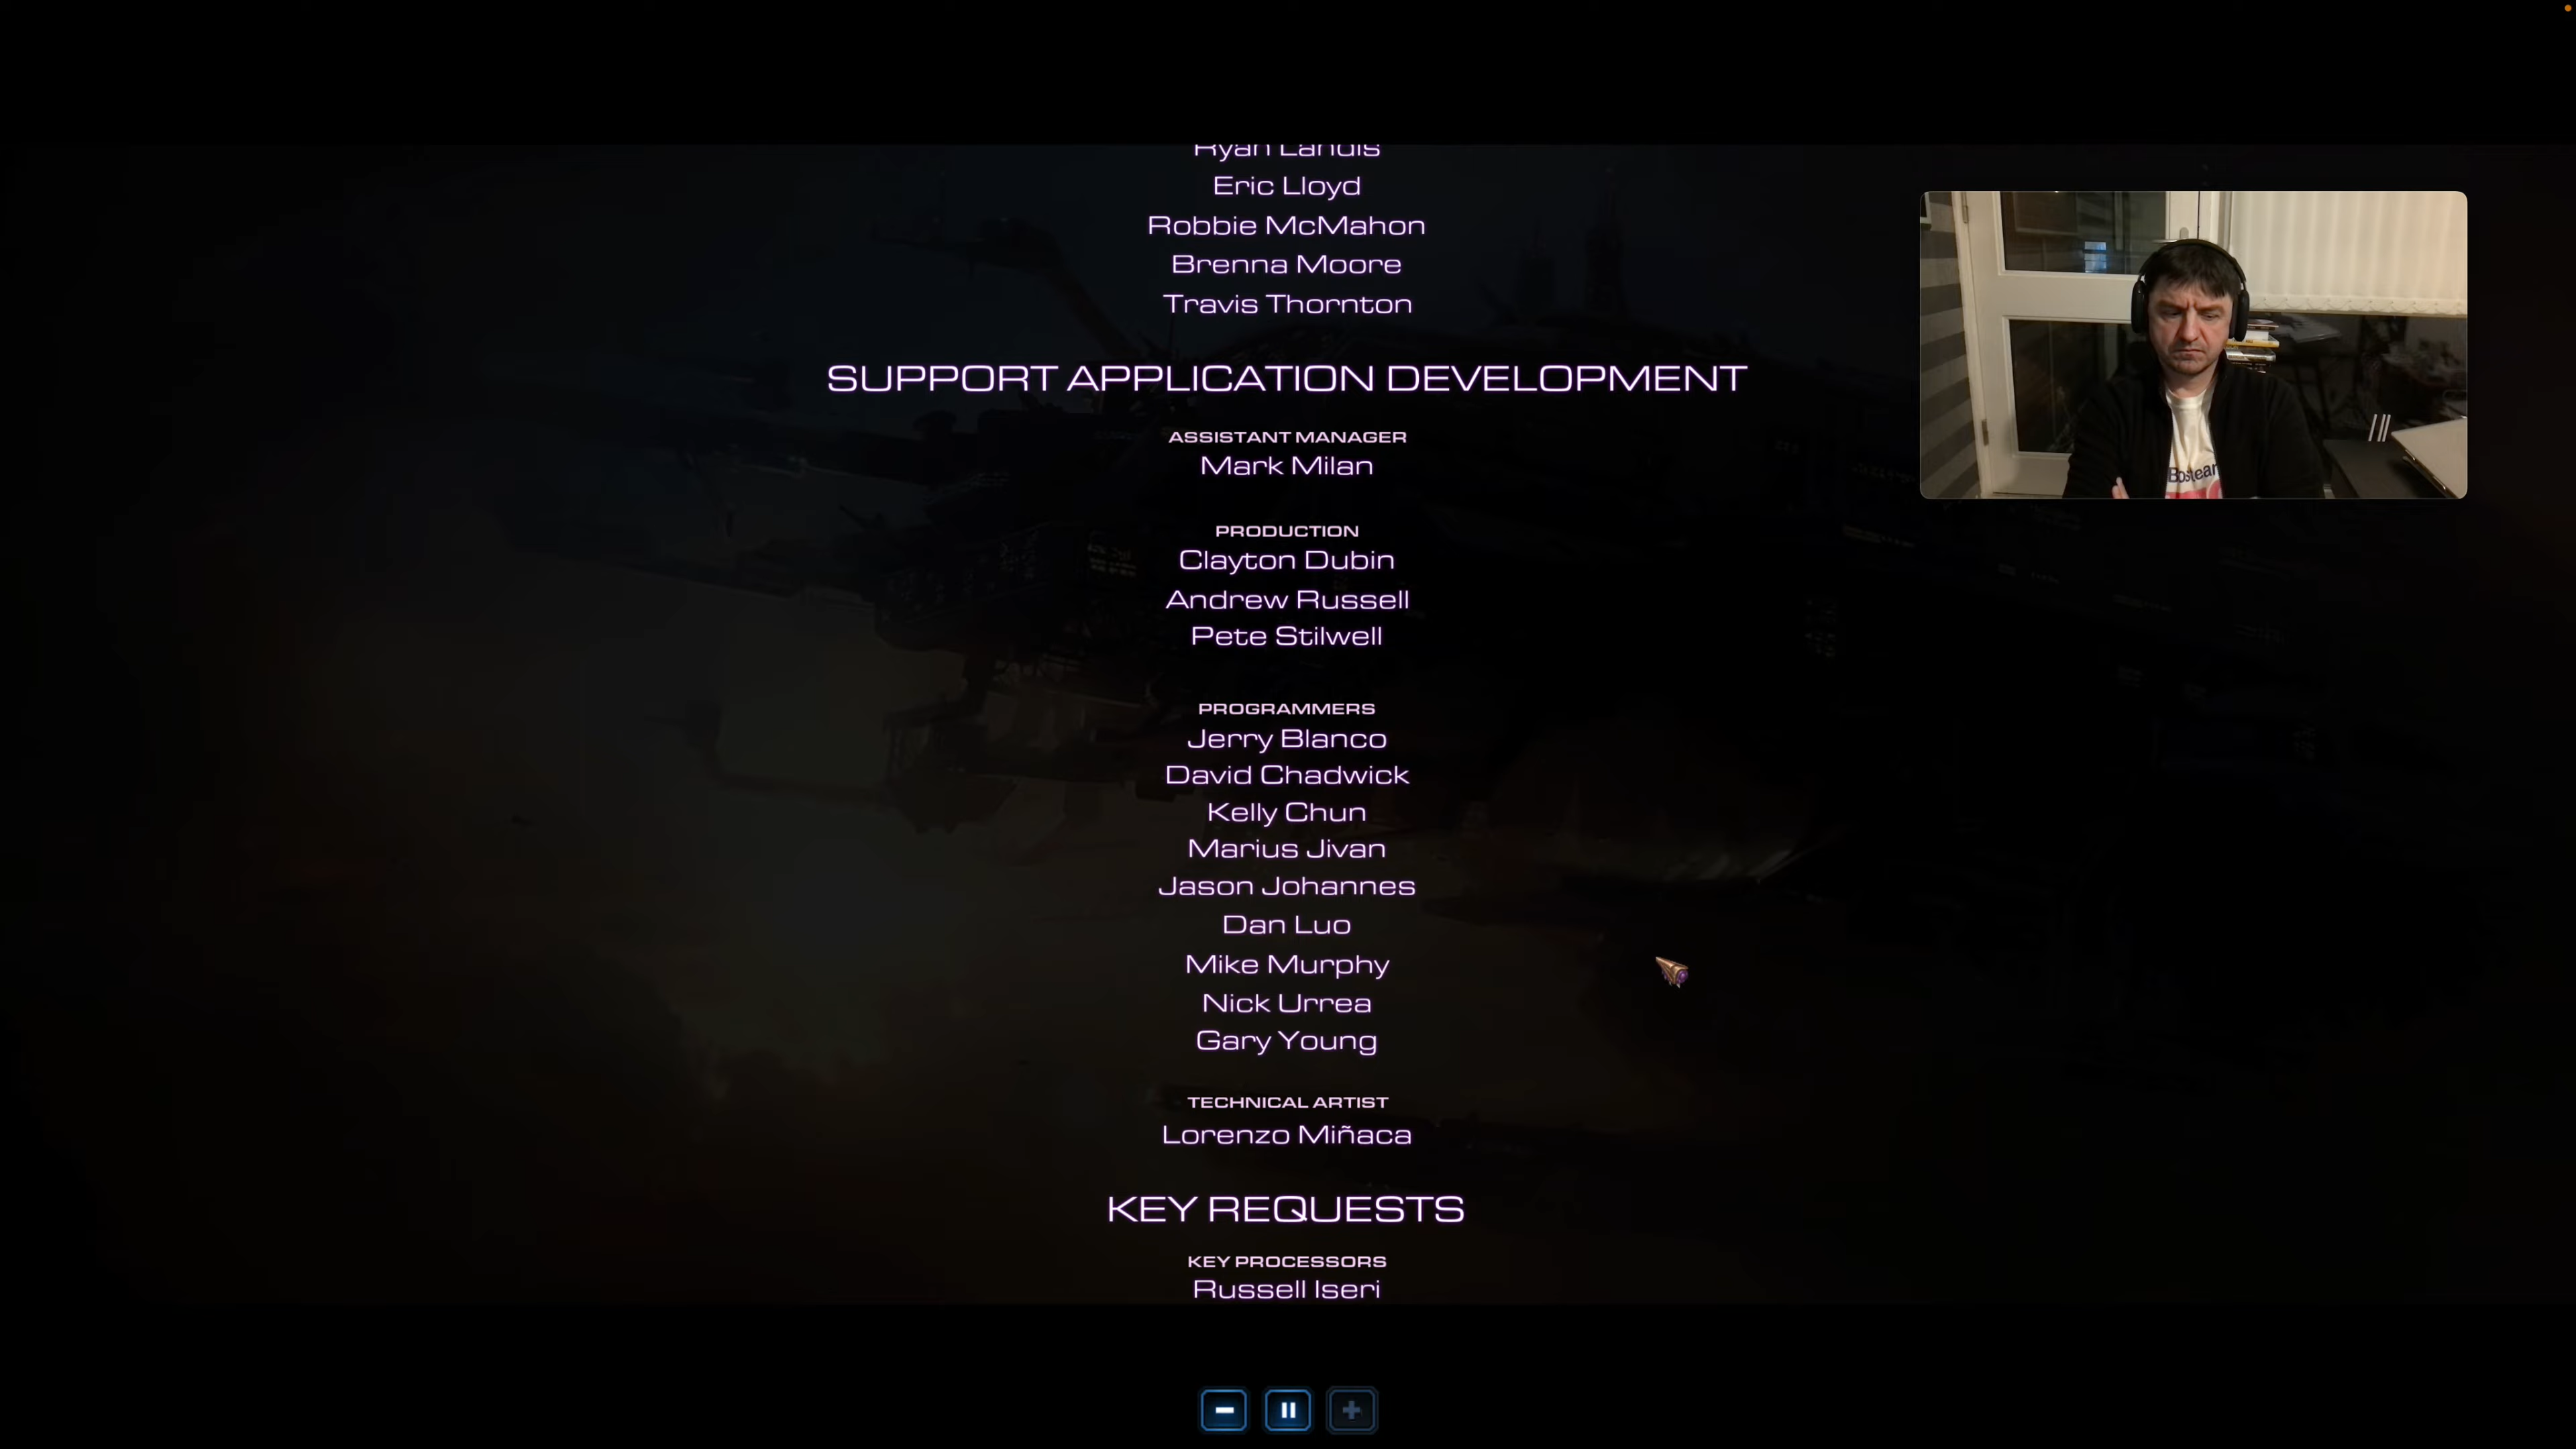 Ryan Landis
Eric Lloyd
Robbie McMahon
Brenna Moore
Travis Thornton
SUPPORT APPLICATION DEVELOPMENT
ASSISTANT MANAGER
Mark Milan
PRODUCTION
Clayton Dubin
Andrew Russell
Pete Stilwell
PROGRAMMERS
Jerry Blanco
David Chadwick
Kelly Chun
Marius Jivan
Jason Johannes
Dan Luo
Mike Murphy
Nick Urrea
Gary Young
TECHNICAL ARTIST
Lorenzo Miñaca
KEY REQUESTS
KEY PROCESSORS
Russell Iseri